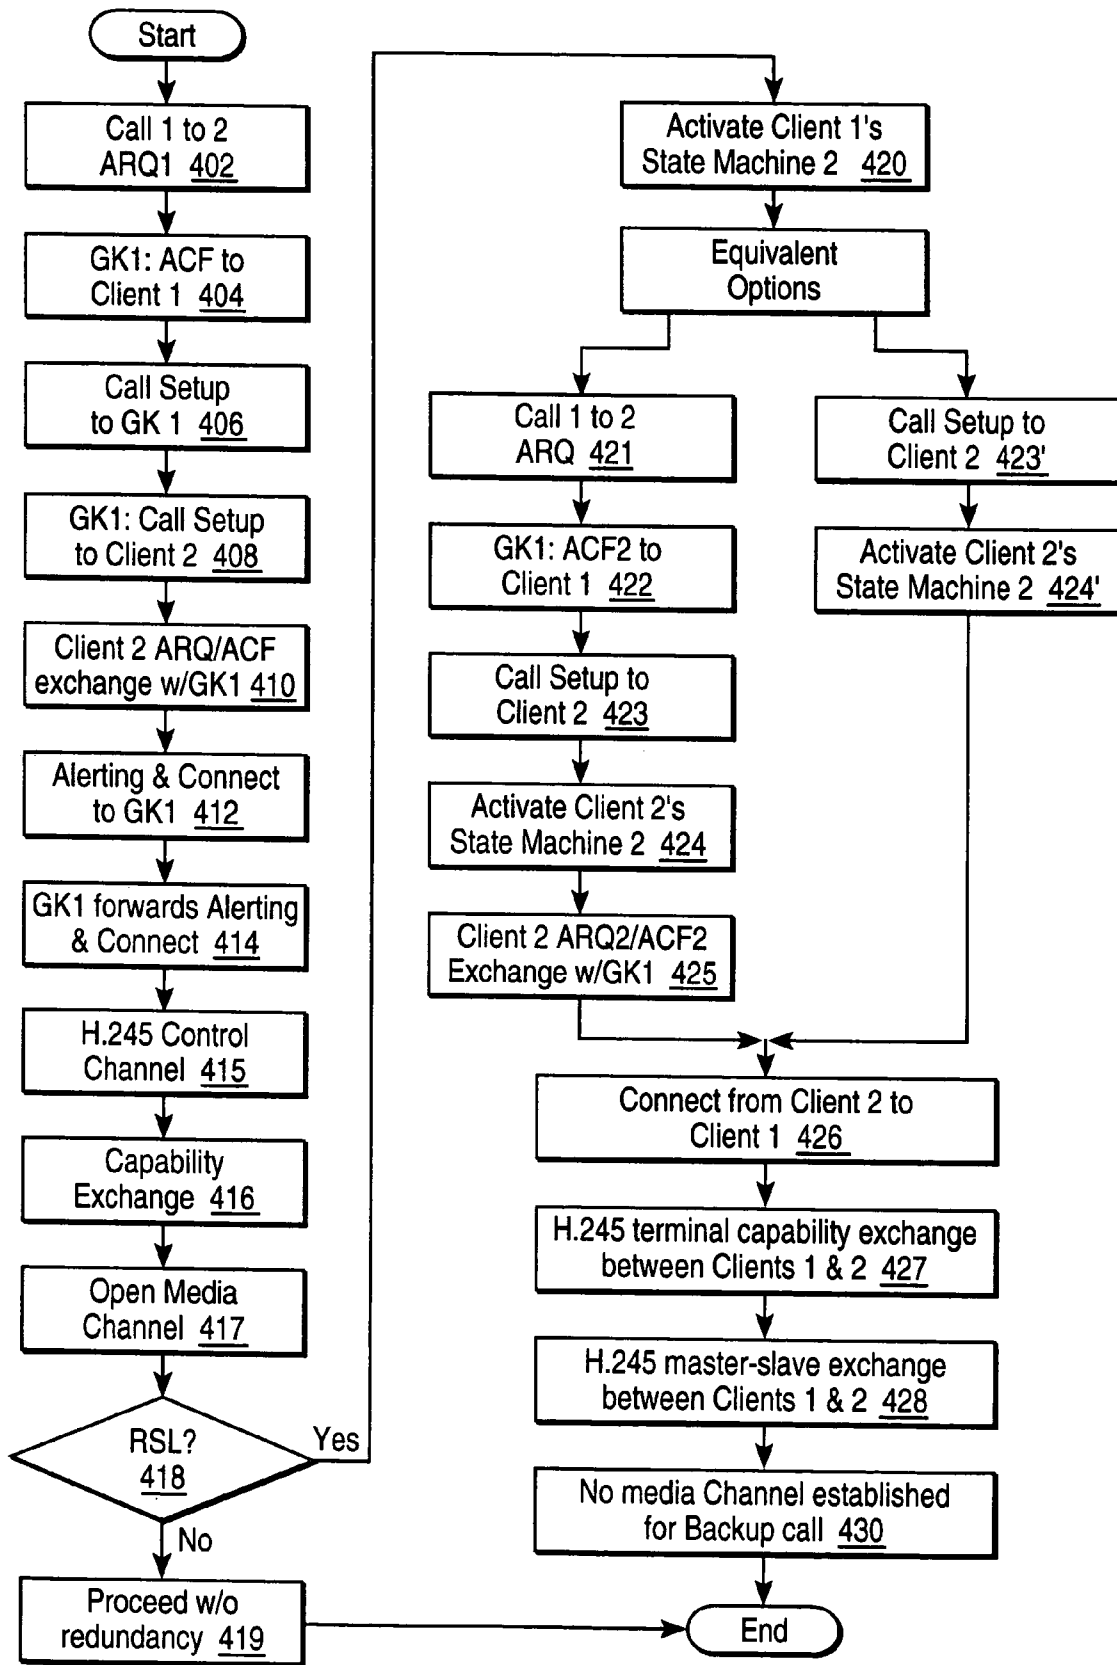 Start
Call 1 to 2
ARQ1 402
GK1: ACF to
Client 1 404
Call Setup
to GK 1 406
GK1: Call Setup
to Client 2 408
Client 2 ARQ/ACF
exchange w/GK1 410
Alerting & Connect
to GK1 412
GK1 forwards Alerting
& Connect 414
H.245 Control
Channel 415
Capability
Exchange 416
Open Media
Channel 417
RSL?
418
Yes
No
Proceed w/o
redundancy 419
Activate Client 1's
State Machine 2 420
Equivalent
Options
Call 1 to 2
ARQ 421
GK1: ACF2 to
Client 1 422
Call Setup to
Client 2 423
Activate Client 2's
State Machine 2 424
Client 2 ARQ2/ACF2
Exchange w/GK1 425
Call Setup to
Client 2 423'
Activate Client 2's
State Machine 2 424'
Connect from Client 2 to
Client 1 426
H.245 terminal capability exchange
between Clients 1 & 2 427
H.245 master-slave exchange
between Clients 1 & 2 428
No media Channel established
for Backup call 430
End